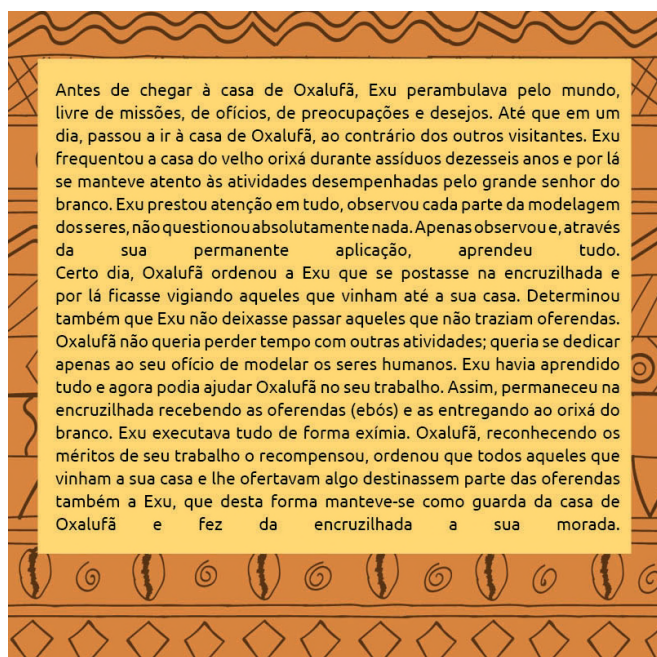 Antes de chegar à casa de Oxalufã, Exu perambulava pelo mundo,
livre de missões, de ofícios, de preocupações e desejos. Até que em um
dia, passou a ir à casa de Oxalufã, ao contrário dos outros visitantes. Exu
frequentou a casa do velho orixá durante assíduos dezesseis anos e por lá
se manteve atento às atividades desempenhadas pelo grande senhor do
branco. Exu prestou atenção em tudo, observou cada parte da modelagem
dos seres, não questionou absolutamente nada. Apenas observou e, através
da sua permanente aplicação, aprendeu tudo.
Certo dia, Oxalufã ordenou a Exu que se postasse na encruzilhada e
por lá ficasse vigiando aqueles que vinham até a sua casa. Determinou
também que Exu não deixasse passar aqueles que não traziam oferendas.
Oxalufã não queria perder tempo com outras atividades; queria se dedicar
apenas ao seu ofício de modelar os seres humanos. Exu havia aprendido
tudo e agora podia ajudar Oxalufã no seu trabalho. Assim, permaneceu na
encruzilhada recebendo as oferendas (ebós) e as entregando ao orixá do
branco. Exu executava tudo de forma exímia. Oxalufã, reconhecendo os
méritos de seu trabalho o recompensou, ordenou que todos aqueles que
vinham a sua casa e lhe ofertavam algo destinassem parte das oferendas
também a Exu, que desta forma manteve-se como guarda da casa de
Oxalufã e fez da encruzilhada a sua morada.